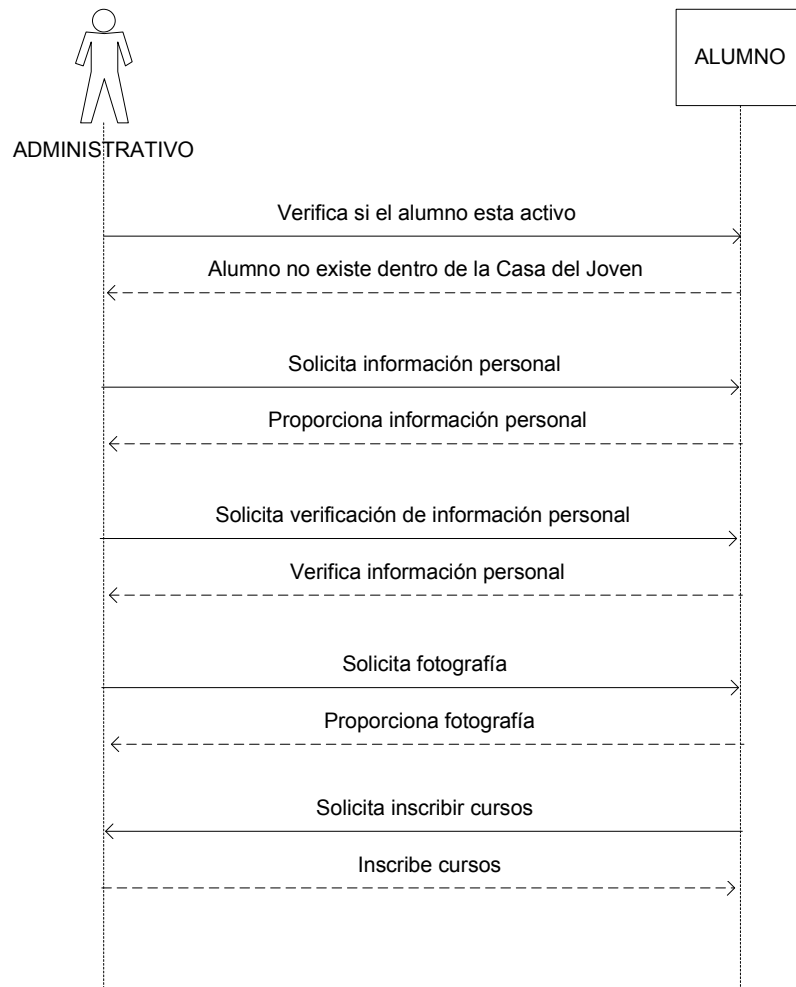 ALUMNO
ADMINISTRATIVO
Verifica si el alumno esta activo
Alumno no existe dentro de la Casa del Joven
Solicita información personal
Proporciona información personal
Solicita verificación de información personal
Verifica información personal
Solicita fotografía
Proporciona fotografía
Solicita inscribir cursos
Inscribe cursos